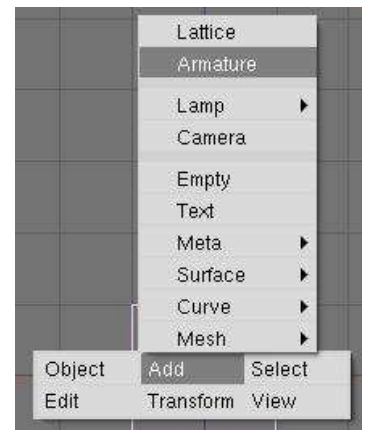 Lattice
Armature
Lamp
Camera
Empty
Text
Meta
Surface
Curve
Mesh
Object Add Select
Edit Transform View